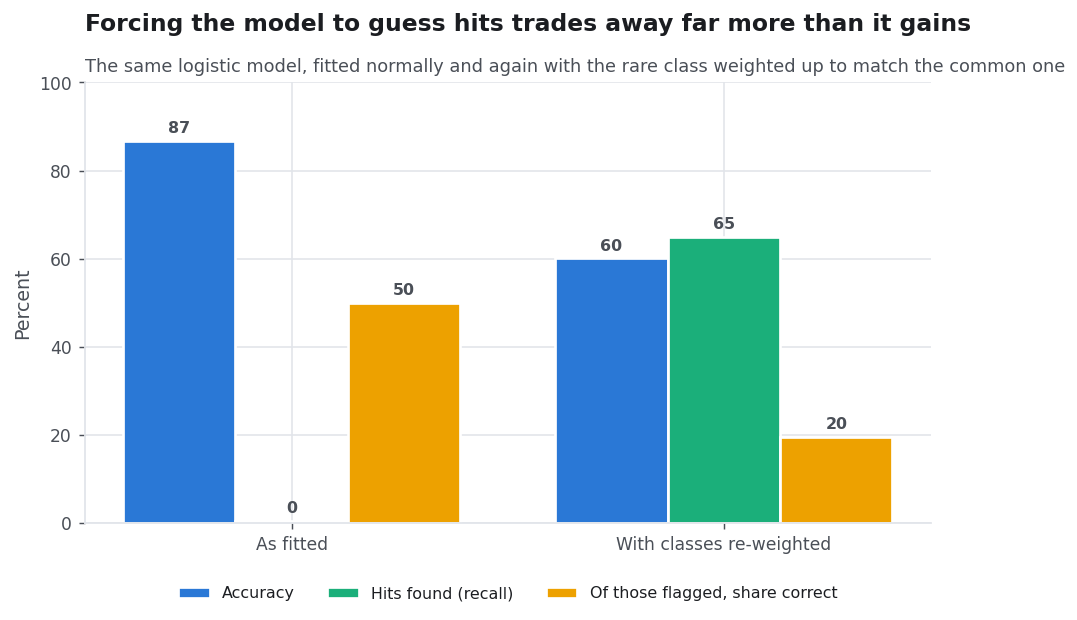 Forcing the model to guess hits trades away far more than it gains
The same logistic model, fitted normally and again with the rare class weighted up to match the common one
Percent
100
80
60
40
20
0
87
0
50
60
65
20
As fitted
With classes re-weighted
Accuracy
Hits found (recall)
Of those flagged, share correct